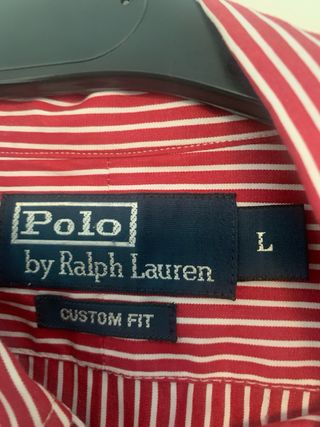 Polo
by Ralph Lauren
L
CUSTOM FIT